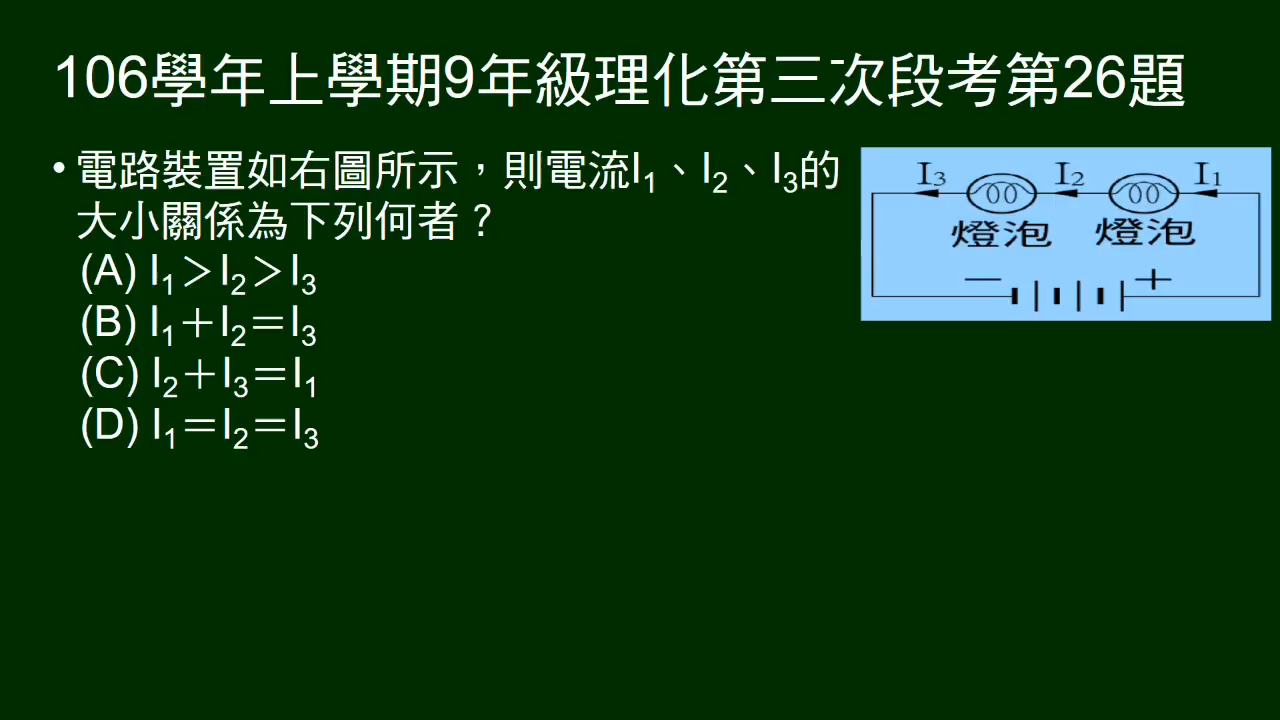 106學年上學期9年級理化第三次段考第26題
• 電路裝置如右圖所示，則電流I₁、I₂、I₃的
大小關係為下列何者？
(A) I₁＞I₂＞I₃
(B) I₁＋I₂＝I₃
(C) I₂＋I₃＝I₁
(D) I₁＝I₂＝I₃
I₃ I₂ I₁
燈泡 燈泡
－ ＋